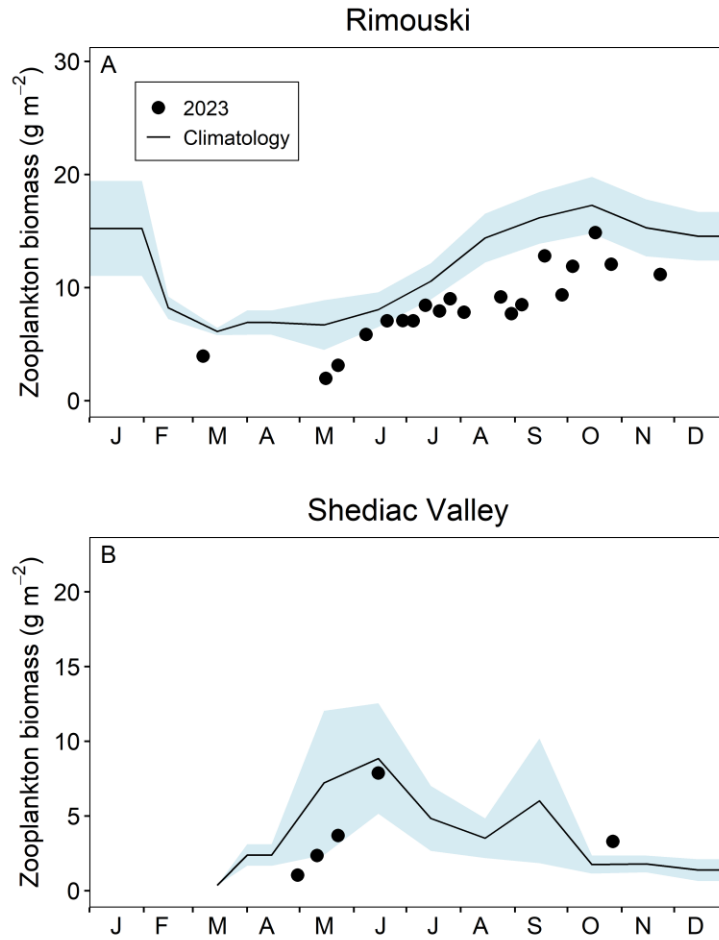 Rimouski
A
Zooplankton biomass (g m⁻²)
30
20
10
0
2023
Climatology
J F M A M J J A S O N D
Shediac Valley
B
Zooplankton biomass (g m⁻²)
20
15
10
5
0
J F M A M J J A S O N D